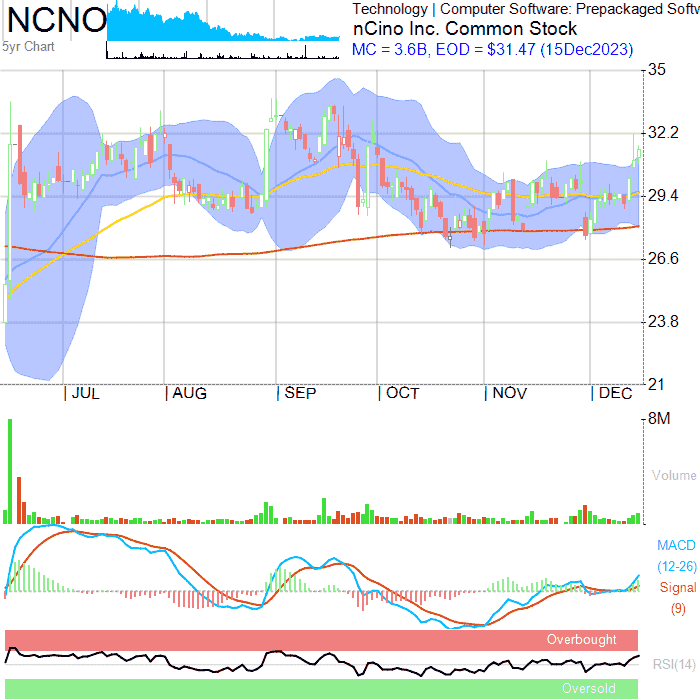 NCNO
5yr Chart
Technology | Computer Software: Prepackaged Softw
nCino Inc. Common Stock
MC = 3.6B, EOD = $31.47 (15Dec2023)
35
32.2
29.4
26.6
23.8
21
| JUL | AUG | SEP | OCT | NOV | DEC
8M
Volume
MACD
(12-26)
Signal
(9)
Overbought
RSI(14)
Oversold